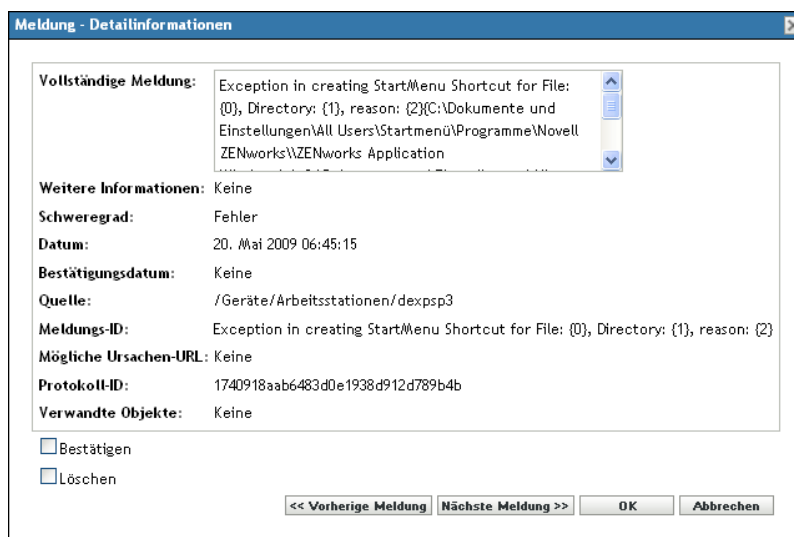 Meldung - Detailinformationen
Vollständige Meldung: Exception in creating StartMenu Shortcut for File:
{0}, Directory: {1}, reason: {2}{C:\Dokumente und
Einstellungen\All Users\Startmenü\Programme\Novell
ZENworks\\ZENworks Application
Weitere Informationen: Keine
Schweregrad: Fehler
Datum: 20. Mai 2009 06:45:15
Bestätigungsdatum: Keine
Quelle: /Geräte/Arbeitsstationen/dexpsp3
Meldungs-ID: Exception in creating StartMenu Shortcut for File: {0}, Directory: {1}, reason: {2}
Mögliche Ursachen-URL: Keine
Protokoll-ID: 1740918aab6483d0e1938d912d789b4b
Verwandte Objekte: Keine
Bestätigen
Löschen
<< Vorherige Meldung Nächste Meldung >> OK Abbrechen